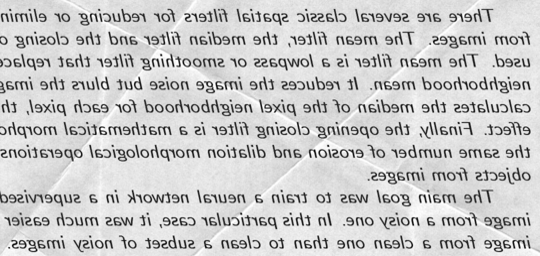 There are several classic spatial filters for reducing or elimin
from images. The mean filter, the median filter and the closing o
used. The mean filter is a lowpass or smoothing filter that replace
neighborhood mean. It reduces the image noise but blurs the imag
calculates the median of the pixel neighborhood for each pixel, th
effect. Finally, the opening closing filter is a mathematical morpho
the same number of erosion and dilation morphological operations
objects from images.
The main goal was to train a neural network in a supervised
image from a noisy one. In this particular case, it was much easier
image from a clean one than to clean a subset of noisy images.